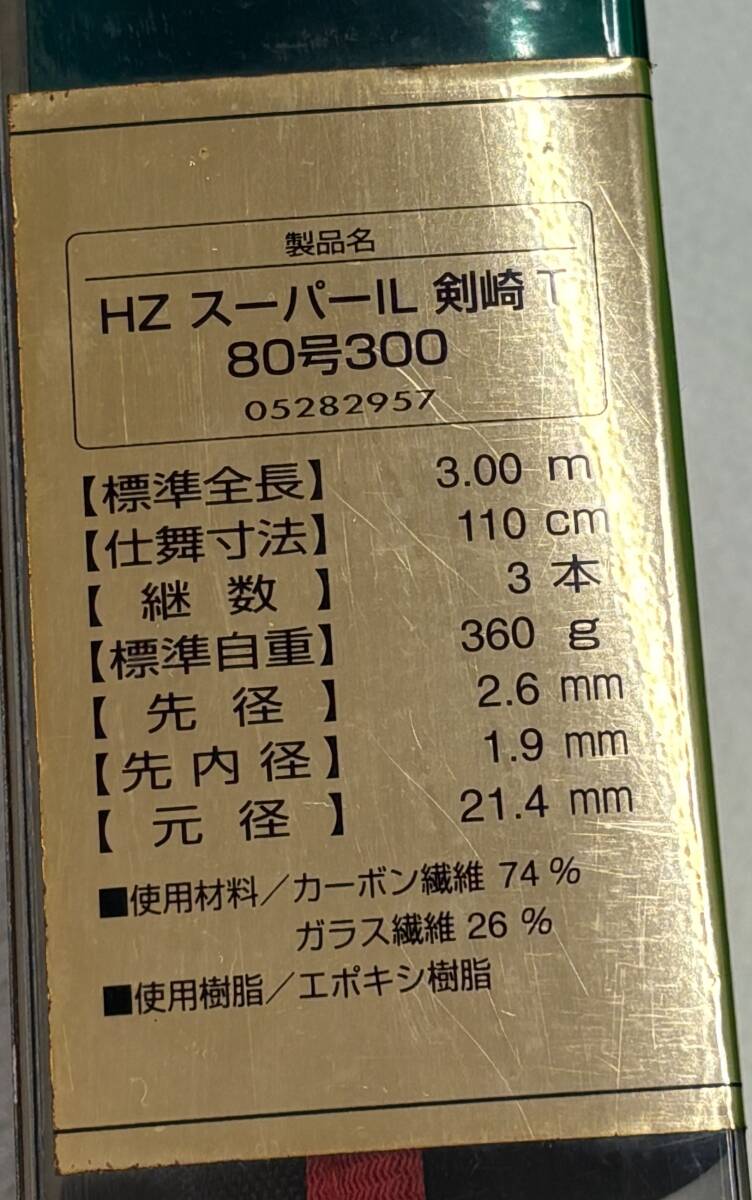 製品名
HZ スーパーIL 剣崎 T
80号300
05282957
【標準全長】 3.00 m
【仕舞寸法】 110 cm
【 継 数 】 3 本
【標準自重】 360 g
【 先 径 】 2.6 mm
【先 内 径】 1.9 mm
【 元 径 】 21.4 mm
■使用材料／カーボン繊維 74 %
ガラス繊維 26 %
■使用樹脂／エポキシ樹脂